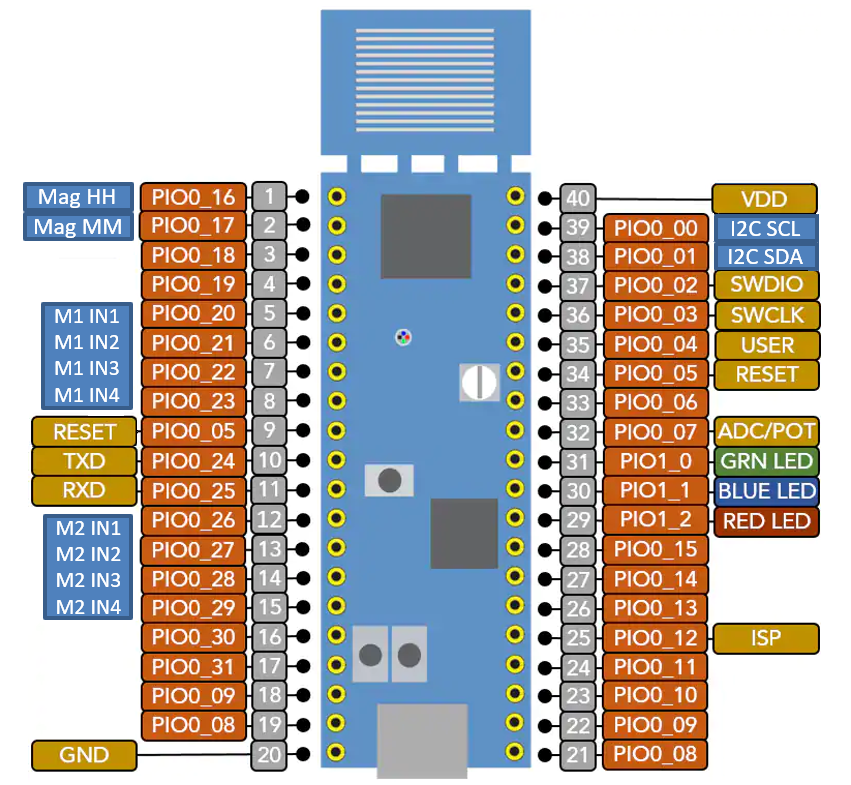 Mag HH PIO0_16 1 40 VDD
Mag MM PIO0_17 2 39 PIO0_00 I2C SCL
PIO0_18 3 38 PIO0_01 I2C SDA
PIO0_19 4 37 PIO0_02 SWDIO
M1 IN1 PIO0_20 5 36 PIO0_03 SWCLK
M1 IN2 PIO0_21 6 35 PIO0_04 USER
M1 IN3 PIO0_22 7 34 PIO0_05 RESET
M1 IN4 PIO0_23 8 33 PIO0_06
RESET PIO0_05 9 32 PIO0_07 ADC/POT
TXD PIO0_24 10 31 PIO1_0 GRN LED
RXD PIO0_25 11 30 PIO1_1 BLUE LED
M2 IN1 PIO0_26 12 29 PIO1_2 RED LED
M2 IN2 PIO0_27 13 28 PIO0_15
M2 IN3 PIO0_28 14 27 PIO0_14
M2 IN4 PIO0_29 15 26 PIO0_13
PIO0_30 16 25 PIO0_12 ISP
PIO0_31 17 24 PIO0_11
PIO0_09 18 23 PIO0_10
PIO0_08 19 22 PIO0_09
GND 20 21 PIO0_08